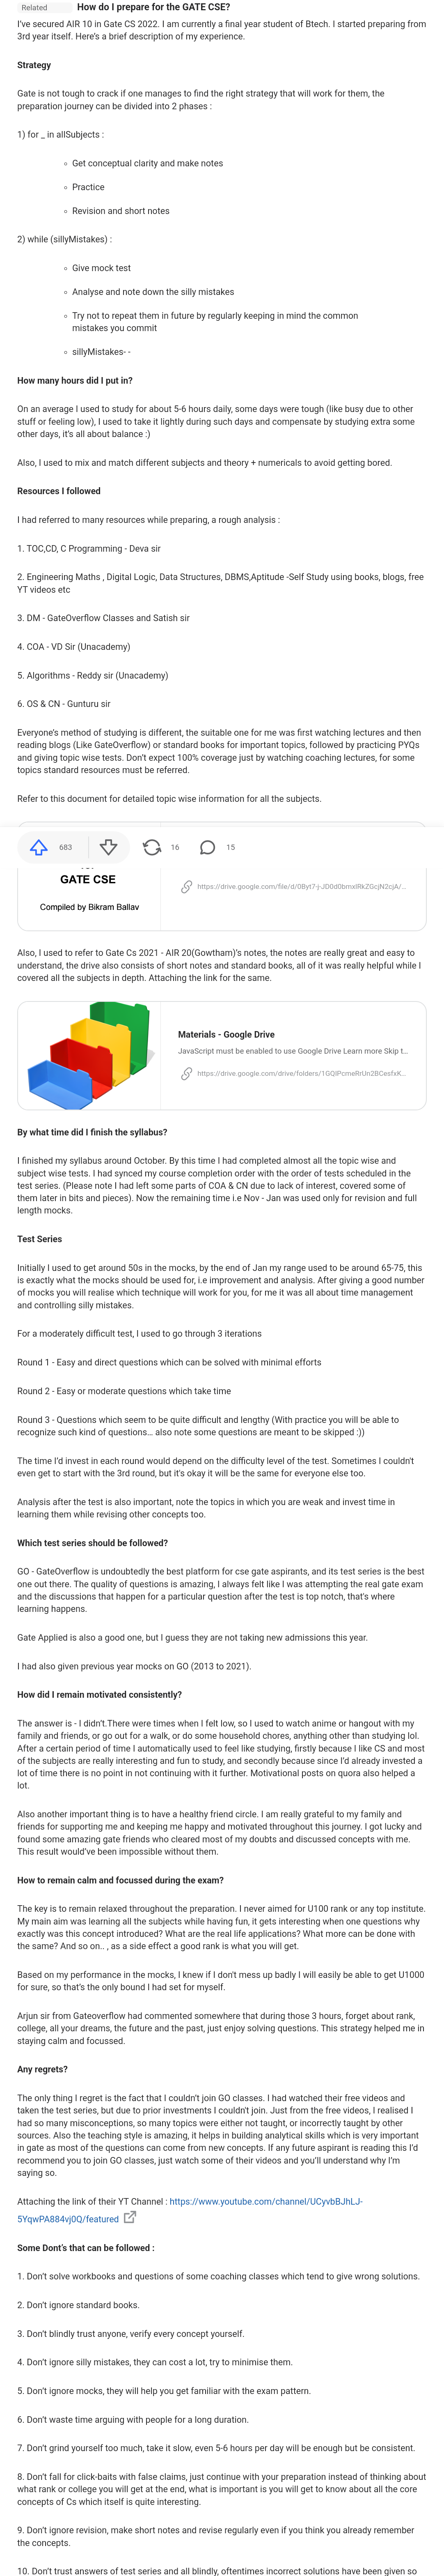 Related How do I prepare for the GATE CSE?
I've secured AIR 10 in Gate CS 2022. I am currently a final year student of Btech. I started preparing from
3rd year itself. Here's a brief description of my experience.
Strategy
Gate is not tough to crack if one manages to find the right strategy that will work for them, the
preparation journey can be divided into 2 phases :
1) for _ in allSubjects :
Get conceptual clarity and make notes
Practice
Revision and short notes
2) while (sillyMistakes) :
Give mock test
Analyse and note down the silly mistakes
Try not to repeat them in future by regularly keeping in mind the common
mistakes you commit
sillyMistakes- -
How many hours did I put in?
On an average I used to study for about 5-6 hours daily, some days were tough (like busy due to other
stuff or feeling low), I used to take it lightly during such days and compensate by studying extra some
other days, it's all about balance :)
Also, I used to mix and match different subjects and theory + numericals to avoid getting bored.
Resources I followed
I had referred to many resources while preparing, a rough analysis :
1. TOC,CD, C Programming - Deva sir
2. Engineering Maths , Digital Logic, Data Structures, DBMS,Aptitude -Self Study using books, blogs, free
YT videos etc
3. DM - GateOverflow Classes and Satish sir
4. COA - VD Sir (Unacademy)
5. Algorithms - Reddy sir (Unacademy)
6. OS & CN - Gunturu sir
Everyone's method of studying is different, the suitable one for me was first watching lectures and then
reading blogs (Like GateOverflow) or standard books for important topics, followed by practicing PYQs
and giving topic wise tests. Don't expect 100% coverage just by watching coaching lectures, for some
topics standard resources must be referred.
Refer to this document for detailed topic wise information for all the subjects.
683 16 15
GATE CSE
Compiled by Bikram Ballav
https://drive.google.com/file/d/0Byt7-j-JD0d0bmxIRkZGcjN2cjA/...
Also, I used to refer to Gate Cs 2021 - AIR 20(Gowtham)'s notes, the notes are really great and easy to
understand, the drive also consists of short notes and standard books, all of it was really helpful while I
covered all the subjects in depth. Attaching the link for the same.
Materials - Google Drive
JavaScript must be enabled to use Google Drive Learn more Skip t...
https://drive.google.com/drive/folders/1GQIPcmeRrUn2BCesfxK...
By what time did I finish the syllabus?
I finished my syllabus around October. By this time I had completed almost all the topic wise and
subject wise tests. I had synced my course completion order with the order of tests scheduled in the
test series. (Please note I had left some parts of COA & CN due to lack of interest, covered some of
them later in bits and pieces). Now the remaining time i.e Nov - Jan was used only for revision and full
length mocks.
Test Series
Initially I used to get around 50s in the mocks, by the end of Jan my range used to be around 65-75, this
is exactly what the mocks should be used for, i.e improvement and analysis. After giving a good number
of mocks you will realise which technique will work for you, for me it was all about time management
and controlling silly mistakes.
For a moderately difficult test, I used to go through 3 iterations
Round 1 - Easy and direct questions which can be solved with minimal efforts
Round 2 - Easy or moderate questions which take time
Round 3 - Questions which seem to be quite difficult and lengthy (With practice you will be able to
recognize such kind of questions... also note some questions are meant to be skipped :))
The time I'd invest in each round would depend on the difficulty level of the test. Sometimes I couldn't
even get to start with the 3rd round, but it's okay it will be the same for everyone else too.
Analysis after the test is also important, note the topics in which you are weak and invest time in
learning them while revising other concepts too.
Which test series should be followed?
GO - GateOverflow is undoubtedly the best platform for cse gate aspirants, and its test series is the best
one out there. The quality of questions is amazing, I always felt like I was attempting the real gate exam
and the discussions that happen for a particular question after the test is top notch, that's where
learning happens.
Gate Applied is also a good one, but I guess they are not taking new admissions this year.
I had also given previous year mocks on GO (2013 to 2021).
How did I remain motivated consistently?
The answer is - I didn't.There were times when I felt low, so I used to watch anime or hangout with my
family and friends, or go out for a walk, or do some household chores, anything other than studying lol.
After a certain period of time I automatically used to feel like studying, firstly because I like CS and most
of the subjects are really interesting and fun to study, and secondly because since I'd already invested a
lot of time there is no point in not continuing with it further. Motivational posts on quora also helped a
lot.
Also another important thing is to have a healthy friend circle. I am really grateful to my family and
friends for supporting me and keeping me happy and motivated throughout this journey. I got lucky and
found some amazing gate friends who cleared most of my doubts and discussed concepts with me.
This result would've been impossible without them.
How to remain calm and focussed during the exam?
The key is to remain relaxed throughout the preparation. I never aimed for U100 rank or any top institute.
My main aim was learning all the subjects while having fun, it gets interesting when one questions why
exactly was this concept introduced? What are the real life applications? What more can be done with
the same? And so on.. , as a side effect a good rank is what you will get.
Based on my performance in the mocks, I knew if I don't mess up badly I will easily be able to get U1000
for sure, so that's the only bound I had set for myself.
Arjun sir from Gateoverflow had commented somewhere that during those 3 hours, forget about rank,
college, all your dreams, the future and the past, just enjoy solving questions. This strategy helped me in
staying calm and focussed.
Any regrets?
The only thing I regret is the fact that I couldn't join GO classes. I had watched their free videos and
taken the test series, but due to prior investments I couldn't join. Just from the free videos, I realised I
had so many misconceptions, so many topics were either not taught, or incorrectly taught by other
sources. Also the teaching style is amazing, it helps in building analytical skills which is very important
in gate as most of the questions can come from new concepts. If any future aspirant is reading this I'd
recommend you to join GO classes, just watch some of their videos and you'll understand why I'm
saying so.
Attaching the link of their YT Channel : https://www.youtube.com/channel/UCyvbBJhLJ-
5YqwPA884vj0Q/featured
Some Dont's that can be followed :
1. Don't solve workbooks and questions of some coaching classes which tend to give wrong solutions.
2. Don't ignore standard books.
3. Don't blindly trust anyone, verify every concept yourself.
4. Don't ignore silly mistakes, they can cost a lot, try to minimise them.
5. Don't ignore mocks, they will help you get familiar with the exam pattern.
6. Don't waste time arguing with people for a long duration.
7. Don't grind yourself too much, take it slow, even 5-6 hours per day will be enough but be consistent.
8. Don't fall for click-baits with false claims, just continue with your preparation instead of thinking about
what rank or college you will get at the end, what is important is you will get to know about all the core
concepts of Cs which itself is quite interesting.
9. Don't ignore revision, make short notes and revise regularly even if you think you already remember
the concepts.
10. Don't trust answers of test series and all blindly, oftentimes incorrect solutions have been given so